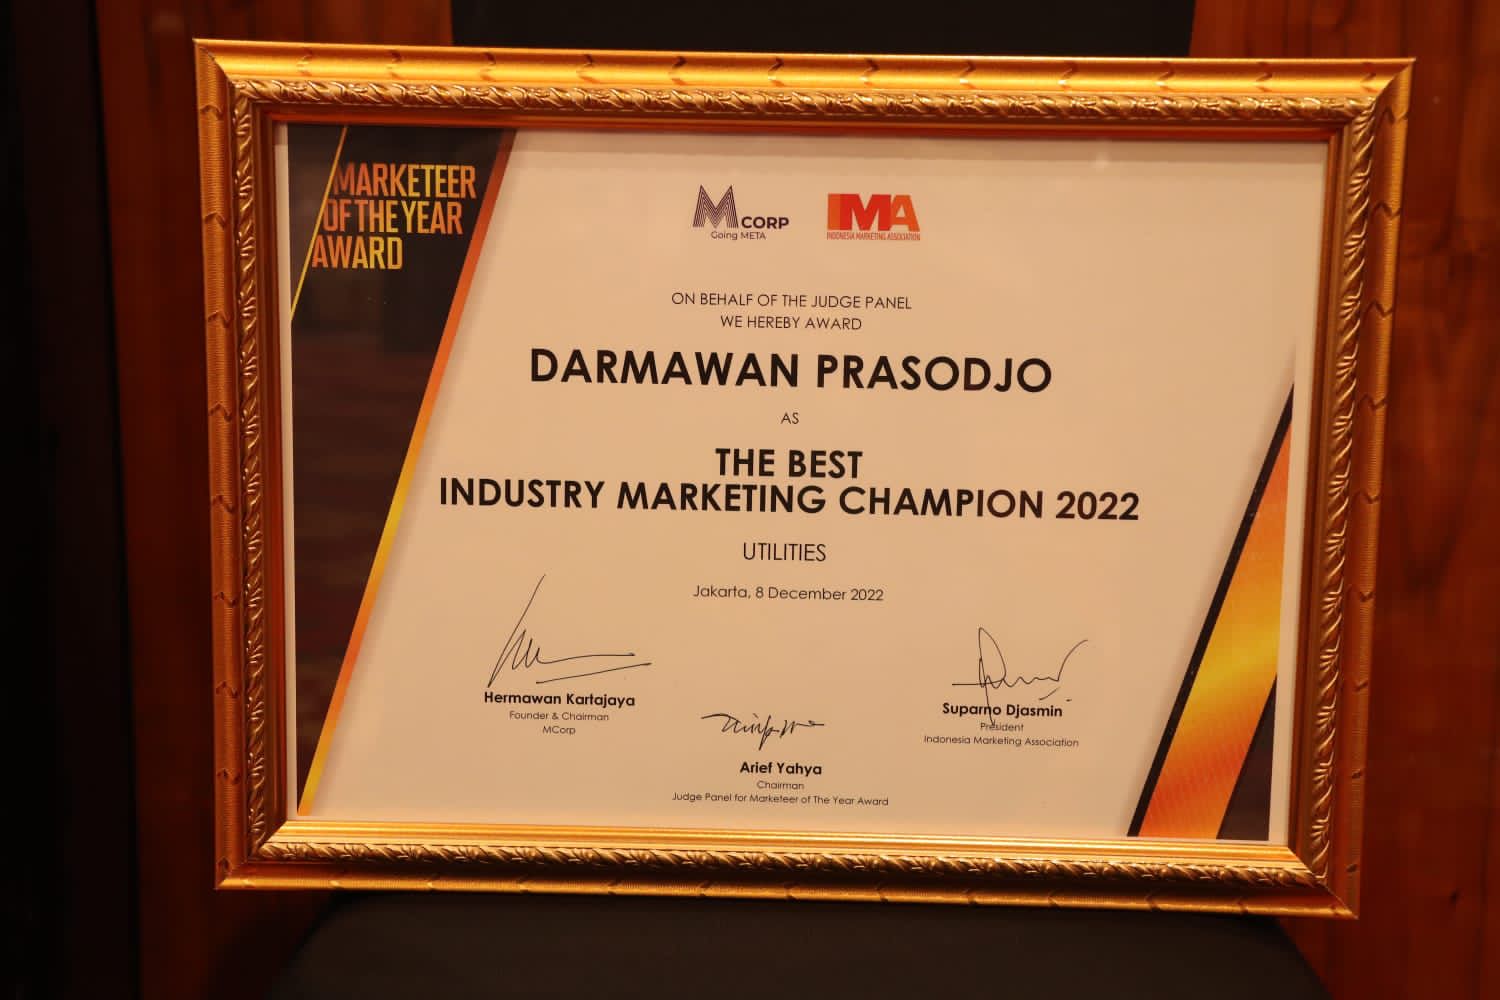 MARKETEER
OF THE YEAR
AWARD
M CORP
Going META
IMA
INDONESIA MARKETING ASSOCIATION
ON BEHALF OF THE JUDGE PANEL
WE HEREBY AWARD
DARMAWAN PRASODJO
AS
THE BEST
INDUSTRY MARKETING CHAMPION 2022
UTILITIES
Jakarta, 8 December 2022
Hermawan Kartajaya
Founder & Chairman
MCorp
Arief Yahya
Chairman
Judge Panel for Marketeer of The Year Award
Suparno Djasmin
President
Indonesia Marketing Association